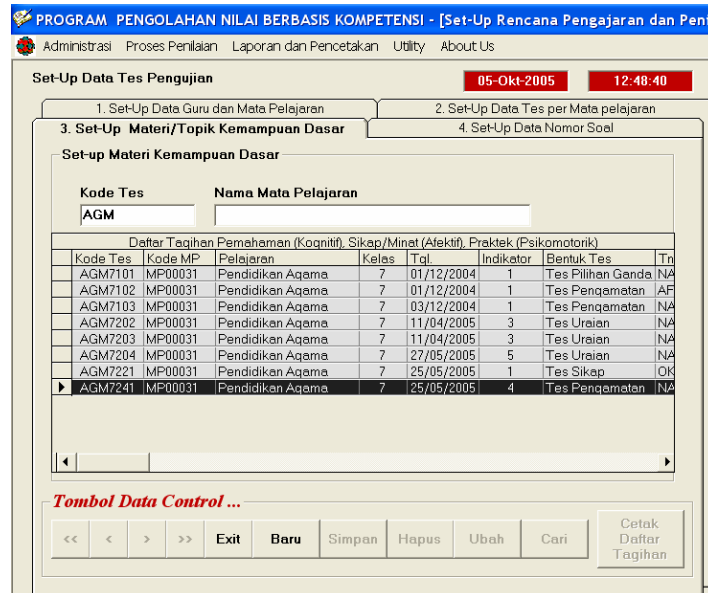 PROGRAM PENGOLAHAN NILAI BERBASIS KOMPETENSI - [Set-Up Rencana Pengajaran dan Pen
Administrasi Proses Penilaian Laporan dan Pencetakan Utility About Us
Set-Up Data Tes Pengujian 05-Okt-2005 12:48:40
1. Set-Up Data Guru dan Mata Pelajaran 2. Set-Up Data Tes per Mata pelajaran
3. Set-Up Materi/Topik Kemampuan Dasar 4. Set-Up Data Nomor Soal
Set-up Materi Kemampuan Dasar
Kode Tes Nama Mata Pelajaran
AGM
Daftar Tagihan Pemahaman (Kognitif), Sikap/Minat (Afektif), Praktek (Psikomotorik)
Kode Tes Kode MP Pelajaran Kelas Tgl. Indikator Bentuk Tes Tn
AGM7101 MP00031 Pendidikan Agama 7 01/12/2004 1 Tes Pilihan Ganda NA
AGM7102 MP00031 Pendidikan Agama 7 01/12/2004 1 Tes Pengamatan AF
AGM7103 MP00031 Pendidikan Agama 7 03/12/2004 1 Tes Pengamatan NA
AGM7202 MP00031 Pendidikan Agama 7 11/04/2005 3 Tes Uraian NA
AGM7203 MP00031 Pendidikan Agama 7 11/04/2005 3 Tes Uraian NA
AGM7204 MP00031 Pendidikan Agama 7 27/05/2005 5 Tes Uraian NA
AGM7221 MP00031 Pendidikan Agama 7 25/05/2005 1 Tes Sikap OK
AGM7241 MP00031 Pendidikan Agama 7 25/05/2005 4 Tes Pengamatan NA
Tombol Data Control ...
<< < > >> Exit Baru Simpan Hapus Ubah Cari Cetak
Daftar
Tagihan